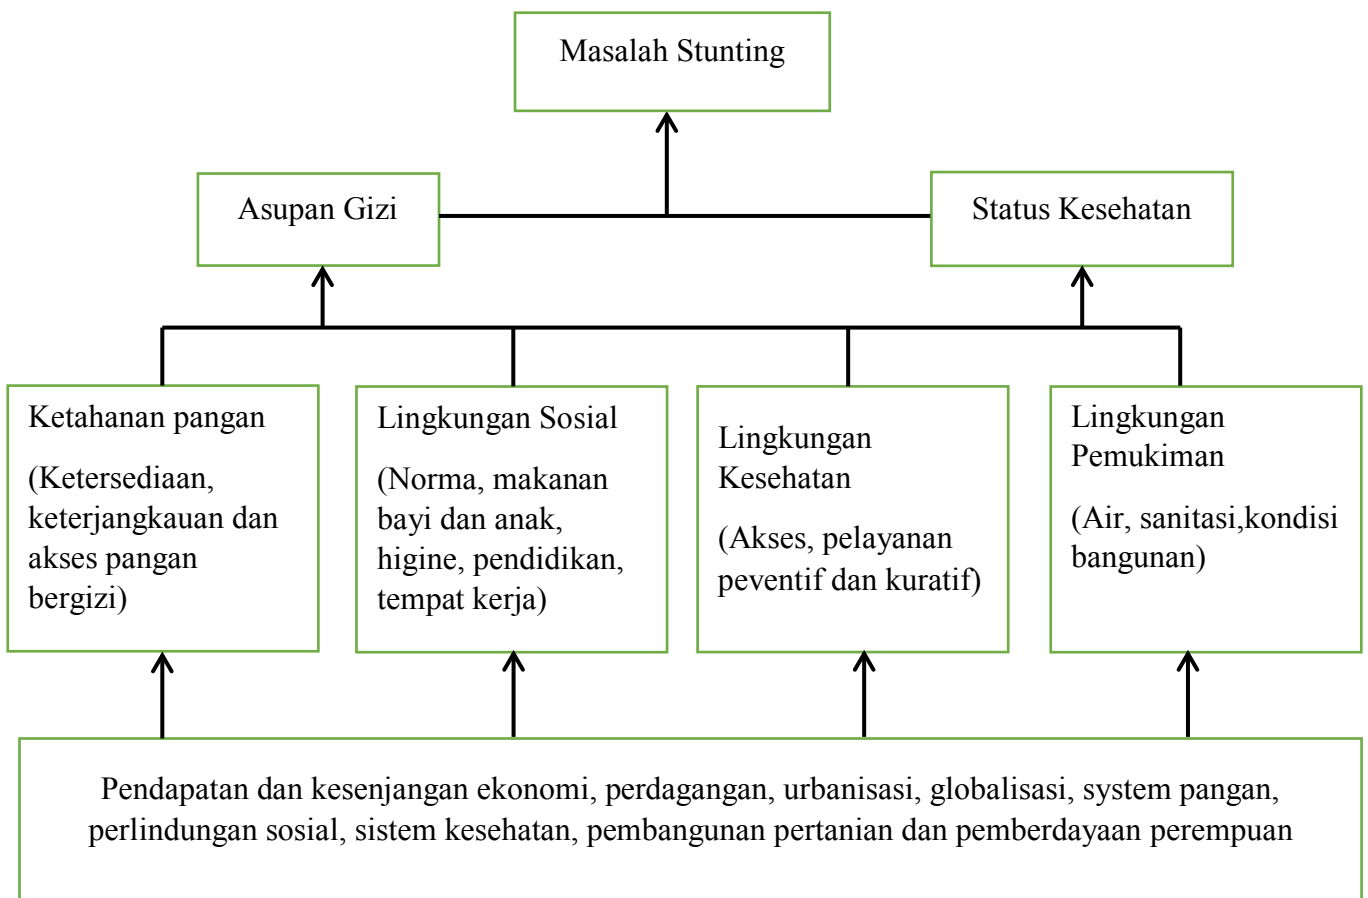 Masalah Stunting
Asupan Gizi
Status Kesehatan
Ketahanan pangan
(Ketersediaan,
keterjangkauan dan
akses pangan
bergizi)
Lingkungan Sosial
(Norma, makanan
bayi dan anak,
higine, pendidikan,
tempat kerja)
Lingkungan
Kesehatan
(Akses, pelayanan
peventif dan kuratif)
Lingkungan
Pemukiman
(Air, sanitasi,kondisi
bangunan)
Pendapatan dan kesenjangan ekonomi, perdagangan, urbanisasi, globalisasi, system pangan,
perlindungan sosial, sistem kesehatan, pembangunan pertanian dan pemberdayaan perempuan